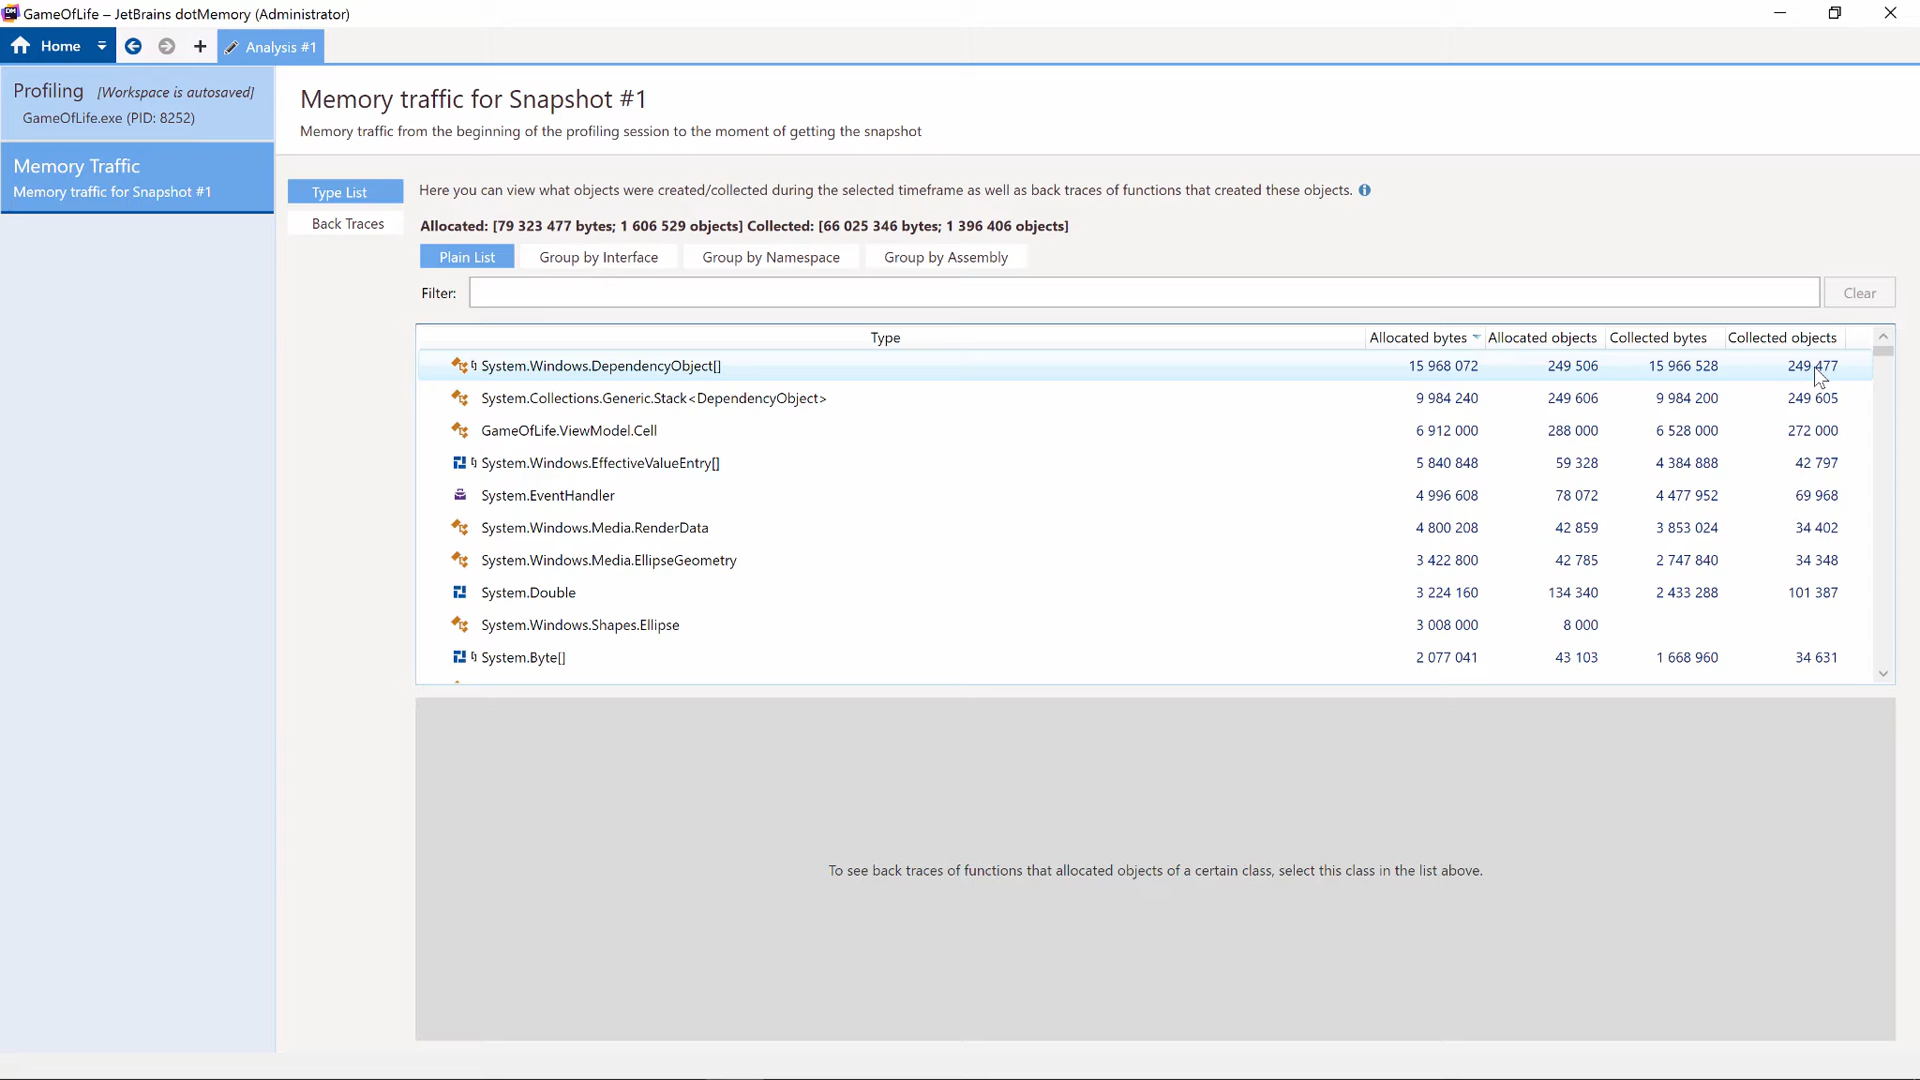 GameOfLife – JetBrains dotMemory (Administrator)
Home
Analysis #1
Profiling [Workspace is autosaved]
GameOfLife.exe (PID: 8252)
Memory Traffic
Memory traffic for Snapshot #1
Memory traffic for Snapshot #1
Memory traffic from the beginning of the profiling session to the moment of getting the snapshot
Type List
Back Traces
Here you can view what objects were created/collected during the selected timeframe as well as back traces of functions that created these objects.
Allocated: [79 323 477 bytes; 1 606 529 objects] Collected: [66 025 346 bytes; 1 396 406 objects]
Plain List Group by Interface Group by Namespace Group by Assembly
Filter: Clear
Type Allocated bytes Allocated objects Collected bytes Collected objects
System.Windows.DependencyObject[] 15 968 072 249 506 15 966 528 249 477
System.Collections.Generic.Stack<DependencyObject> 9 984 240 249 606 9 984 200 249 605
GameOfLife.ViewModel.Cell 6 912 000 288 000 6 528 000 272 000
System.Windows.EffectiveValueEntry[] 5 840 848 59 328 4 384 888 42 797
System.EventHandler 4 996 608 78 072 4 477 952 69 968
System.Windows.Media.RenderData 4 800 208 42 859 3 853 024 34 402
System.Windows.Media.EllipseGeometry 3 422 800 42 785 2 747 840 34 348
System.Double 3 224 160 134 340 2 433 288 101 387
System.Windows.Shapes.Ellipse 3 008 000 8 000
System.Byte[] 2 077 041 43 103 1 668 960 34 631
To see back traces of functions that allocated objects of a certain class, select this class in the list above.